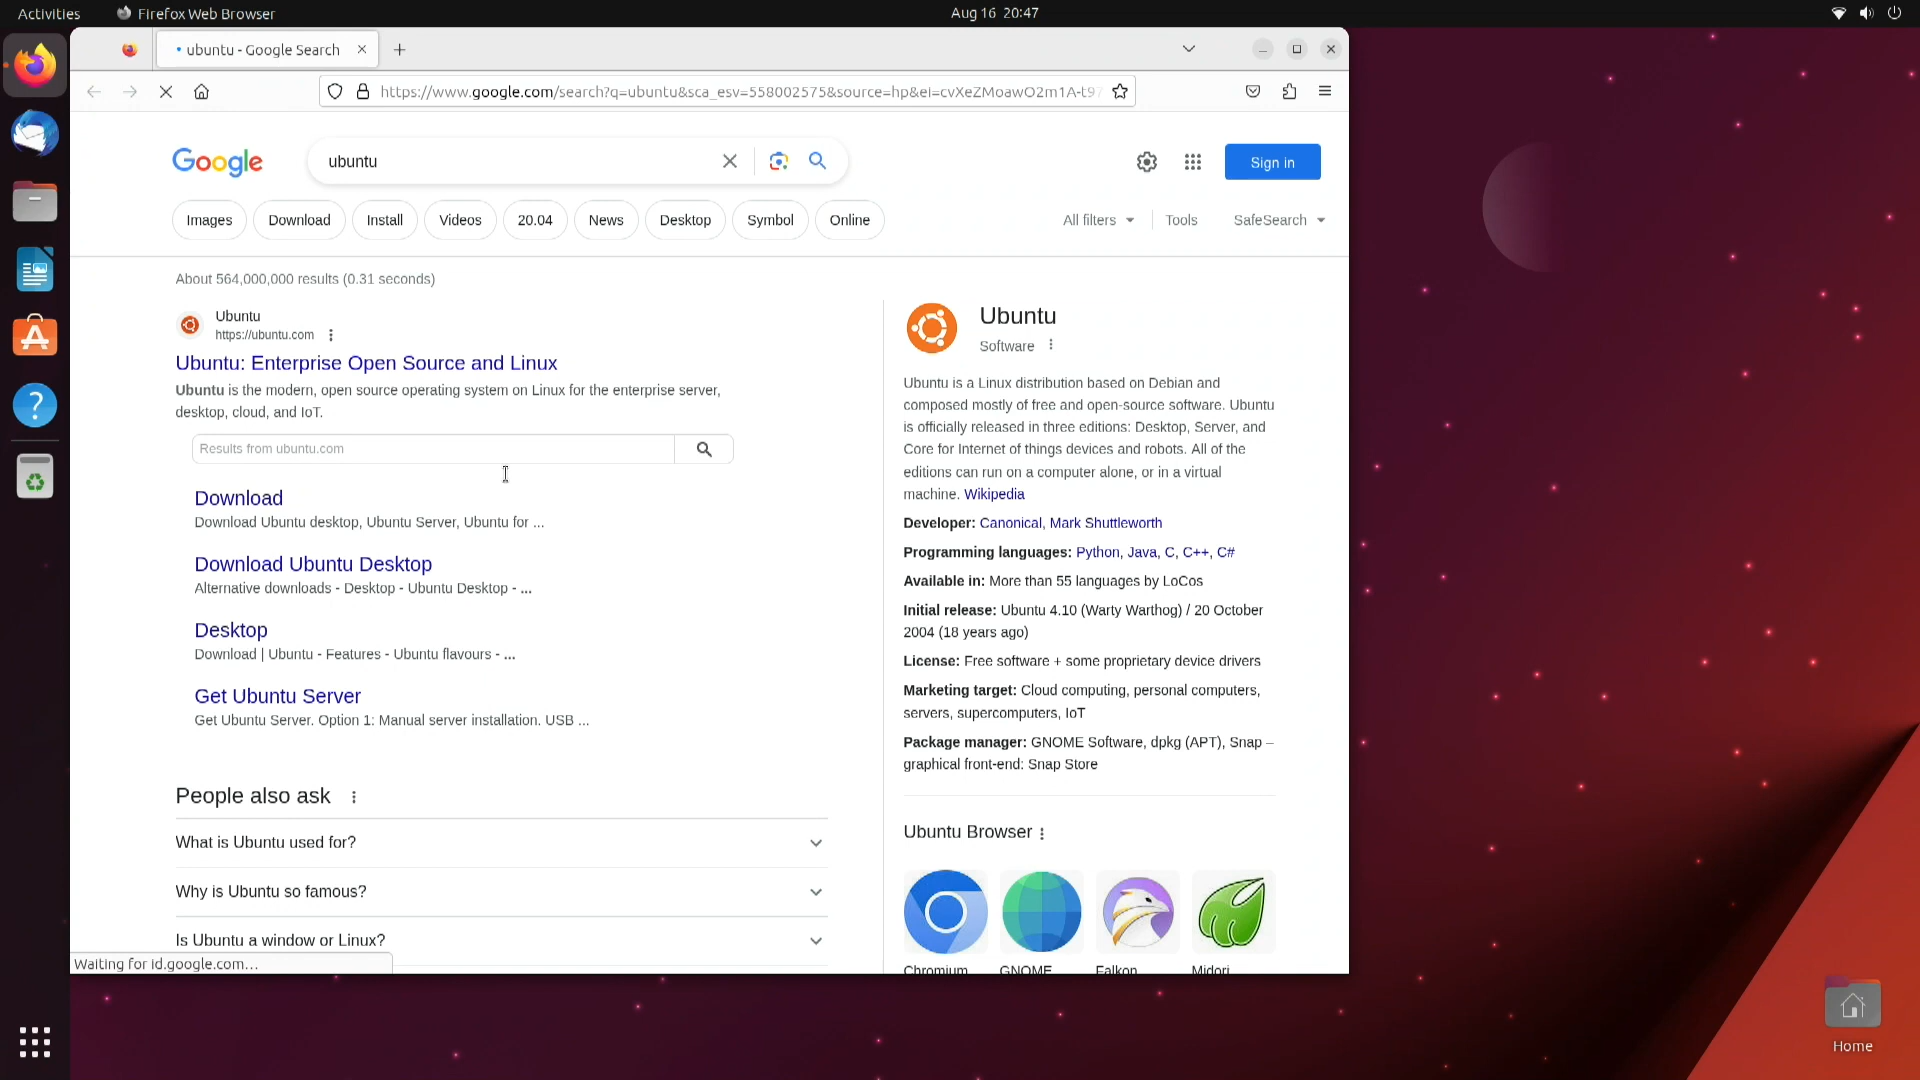 Activities
Firefox Web Browser
Aug 16 20:47
ubuntu - Google Search
https://www.google.com/search?q=ubuntu&sca_esv=558002575&source=hp&ei=cvXeZMoawO2m1A-t97
Google
ubuntu
Sign in
Images
Download
Install
Videos
20.04
News
Desktop
Symbol
Online
All filters
Tools
SafeSearch
About 564,000,000 results (0.31 seconds)
Ubuntu
https://ubuntu.com
Ubuntu: Enterprise Open Source and Linux
Ubuntu is the modern, open source operating system on Linux for the enterprise server,
desktop, cloud, and IoT.
Results from ubuntu.com
Download
Download Ubuntu desktop, Ubuntu Server, Ubuntu for ...
Download Ubuntu Desktop
Alternative downloads - Desktop - Ubuntu Desktop - ...
Desktop
Download | Ubuntu - Features - Ubuntu flavours - ...
Get Ubuntu Server
Get Ubuntu Server. Option 1: Manual server installation. USB ...
People also ask
What is Ubuntu used for?
Why is Ubuntu so famous?
Is Ubuntu a window or Linux?
Waiting for id.google.com...
Ubuntu
Software
Ubuntu is a Linux distribution based on Debian and
composed mostly of free and open-source software. Ubuntu
is officially released in three editions: Desktop, Server, and
Core for Internet of things devices and robots. All of the
editions can run on a computer alone, or in a virtual
machine. Wikipedia
Developer: Canonical, Mark Shuttleworth
Programming languages: Python, Java, C, C++, C#
Available in: More than 55 languages by LoCos
Initial release: Ubuntu 4.10 (Warty Warthog) / 20 October
2004 (18 years ago)
License: Free software + some proprietary device drivers
Marketing target: Cloud computing, personal computers,
servers, supercomputers, IoT
Package manager: GNOME Software, dpkg (APT), Snap –
graphical front-end: Snap Store
Ubuntu Browser
Chromium
GNOME
Falkon
Midori
Home